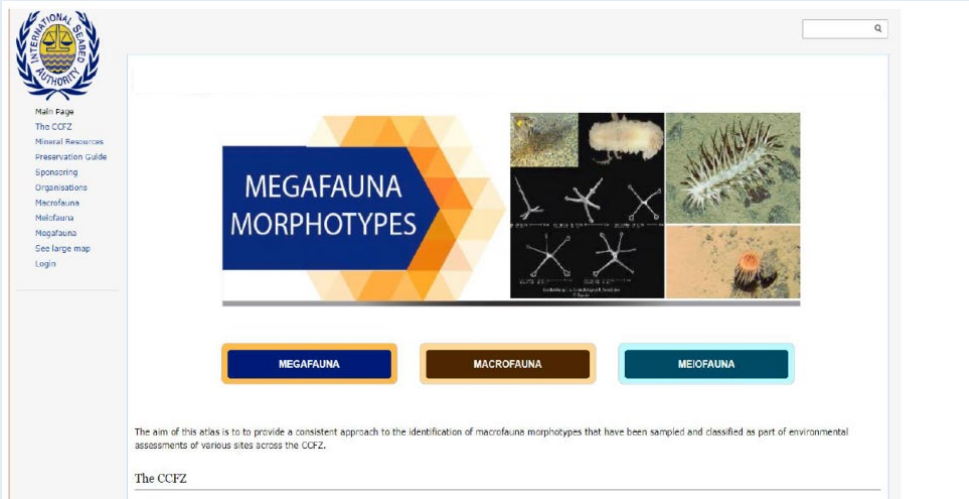 INTERNATIONAL SEABED AUTHORITY
Main Page
The CCFZ
Mineral Resources
Preservation Guide
Sponsoring
Organisations
Macrofauna
Meiofauna
Megafauna
See large map
Login
MEGAFAUNA
MORPHOTYPES
MEGAFAUNA
MACROFAUNA
MEIOFAUNA
The aim of this atlas is to to provide a consistent approach to the identification of macrofauna morphotypes that have been sampled and classified as part of environmental
assessments of various sites across the CCFZ.
The CCFZ